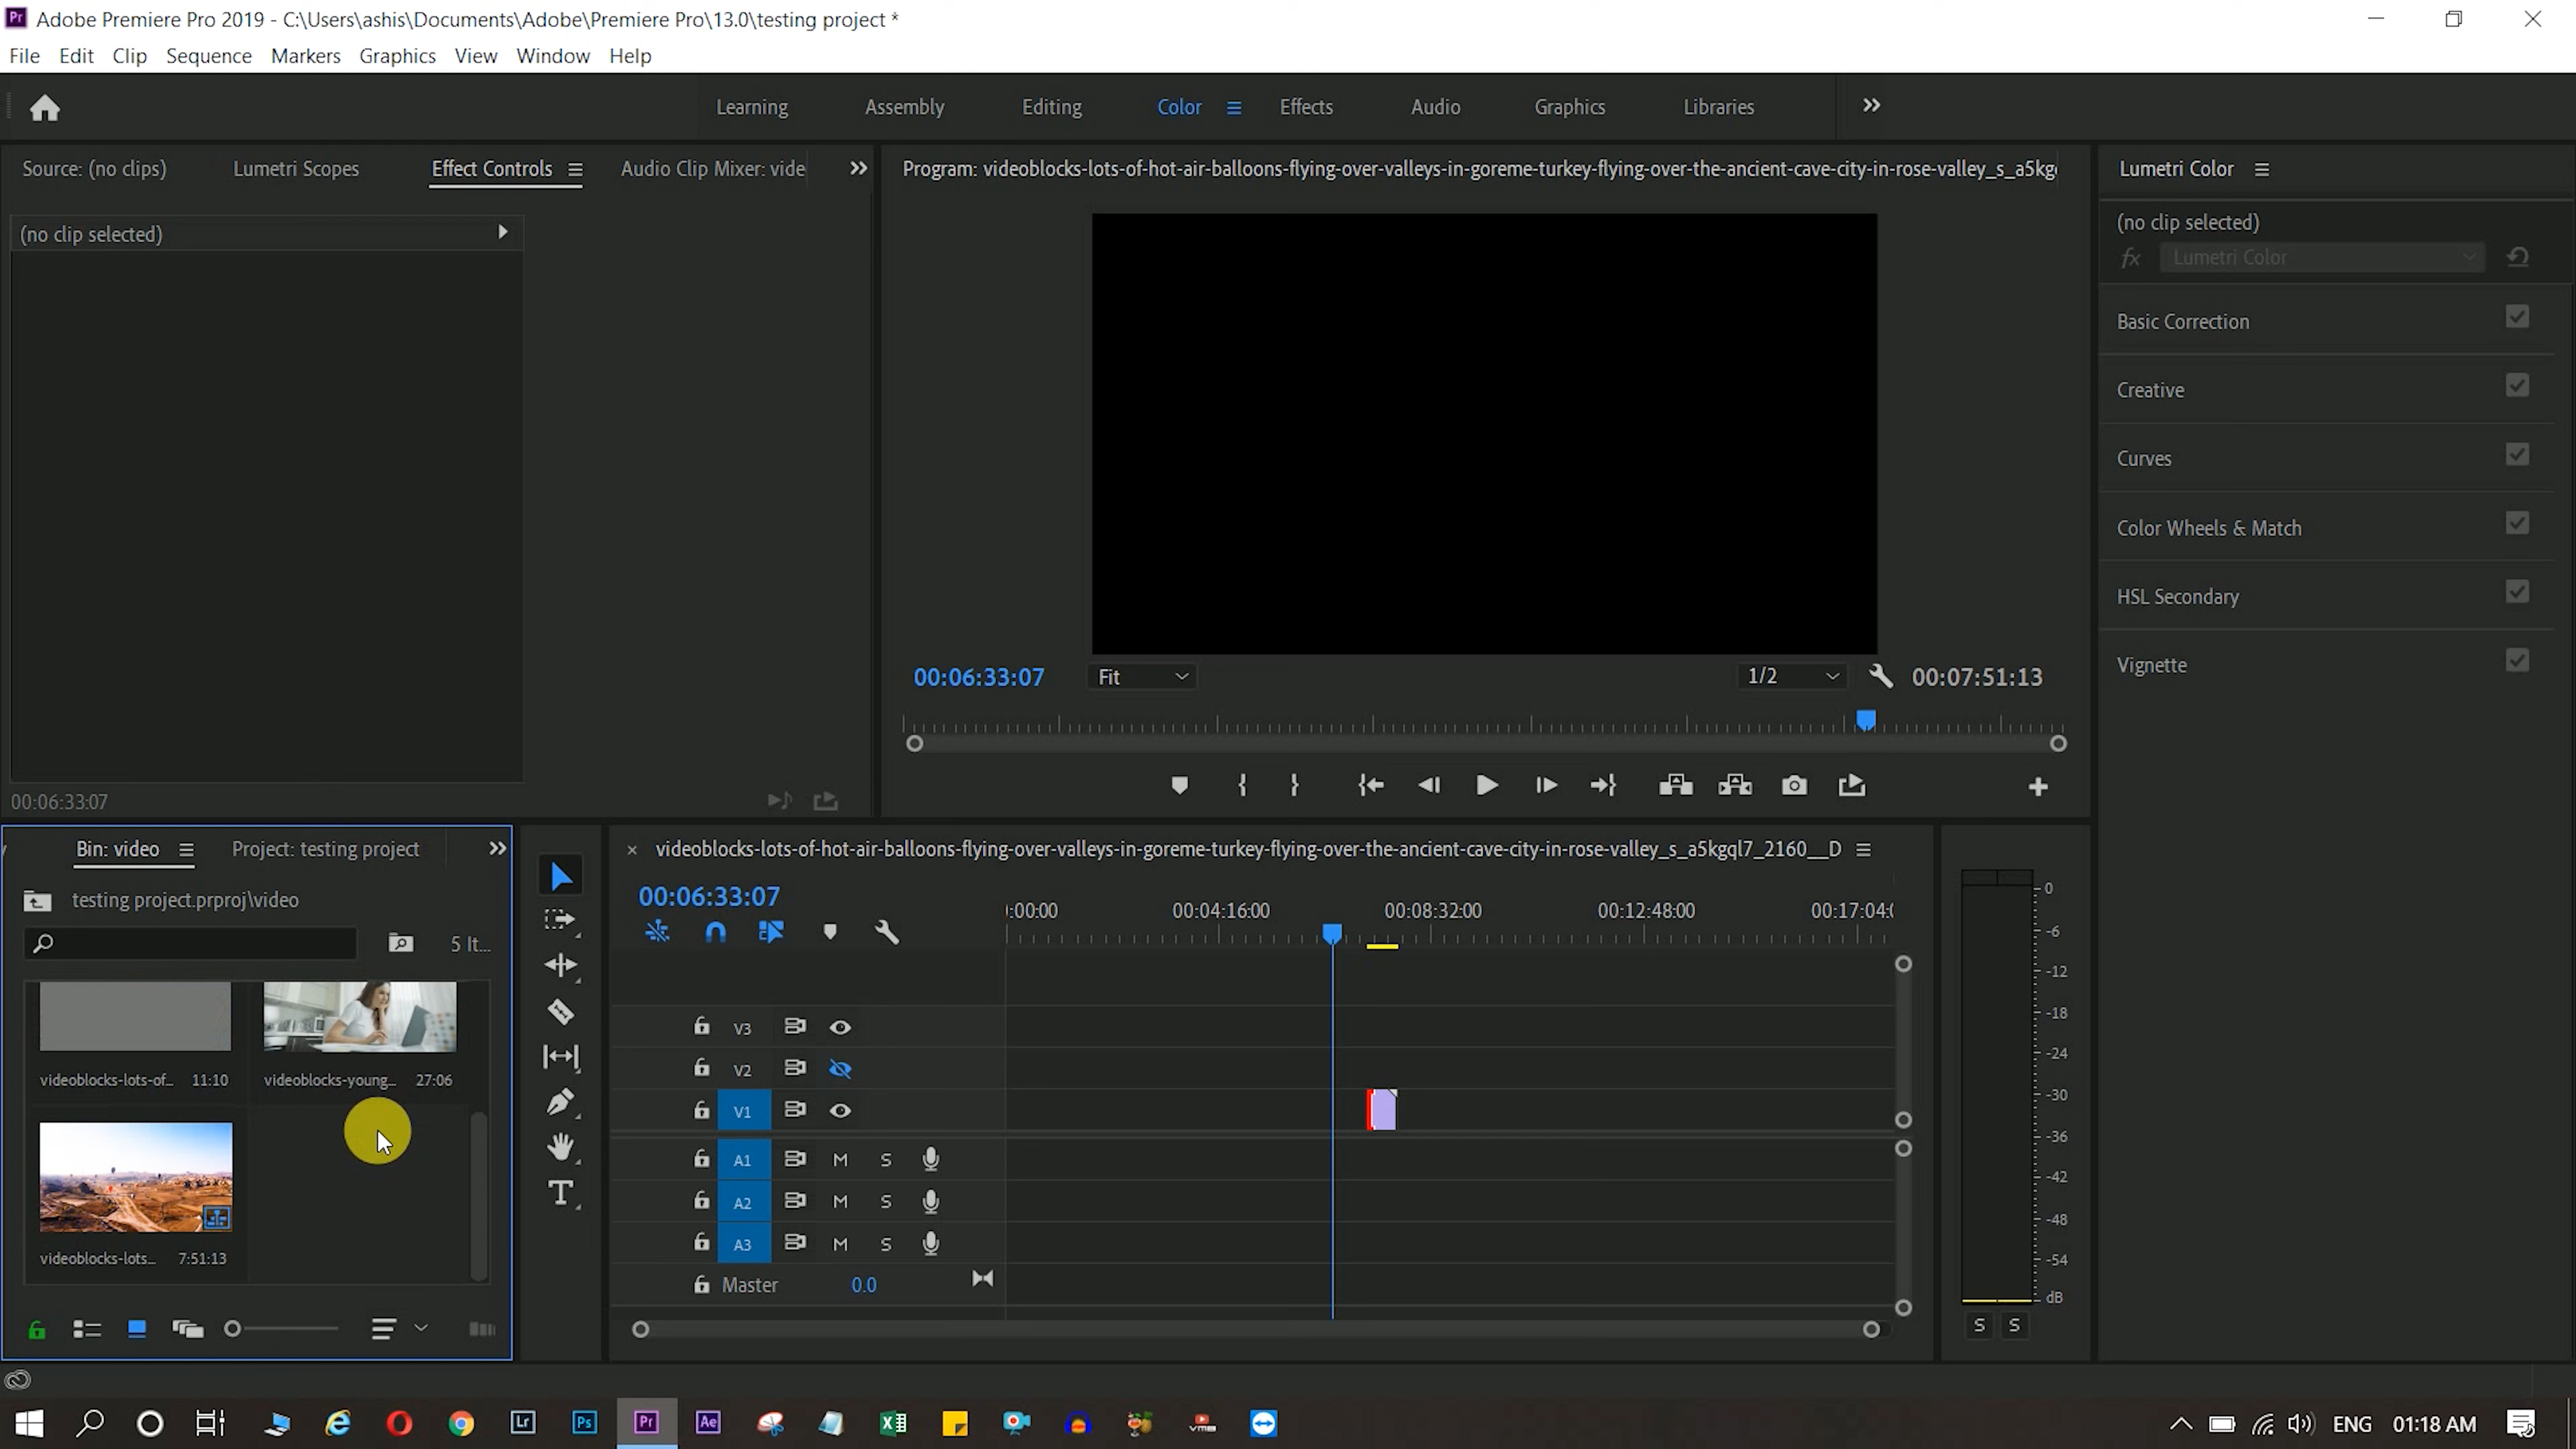 Adobe Premiere Pro 2019 - C:\Users\ashis\Documents\Adobe\Premiere Pro\13.0\testing project *
File Edit Clip Sequence Markers Graphics View Window Help
Learning Assembly Editing Color Effects Audio Graphics Libraries
Source: (no clips) Lumetri Scopes Effect Controls Audio Clip Mixer: vide
Program: videoblocks-lots-of-hot-air-balloons-flying-over-valleys-in-goreme-turkey-flying-over-the-ancient-cave-city-in-rose-valley_s_a5kg
Lumetri Color
(no clip selected)
(no clip selected)
fx Lumetri Color
Basic Correction
Creative
Curves
Color Wheels & Match
HSL Secondary
Vignette
00:06:33:07 Fit 1/2 00:07:51:13
00:06:33:07
Bin: video Project: testing project
testing project.prproj\video
5 It...
videoblocks-lots-of... 11:10 videoblocks-young... 27:06
videoblocks-lots... 7:51:13
videoblocks-lots-of-hot-air-balloons-flying-over-valleys-in-goreme-turkey-flying-over-the-ancient-cave-city-in-rose-valley_s_a5kgql7_2160__D
00:06:33:07
:00:00 00:04:16:00 00:08:32:00 00:12:48:00 00:17:04:0
V3
V2
V1
A1 M S
A2 M S
A3 M S
Master 0.0
0
-6
-12
-18
-24
-30
-36
-42
-48
-54
dB
S S
Lr Ps Pr Ae
ENG 01:18 AM